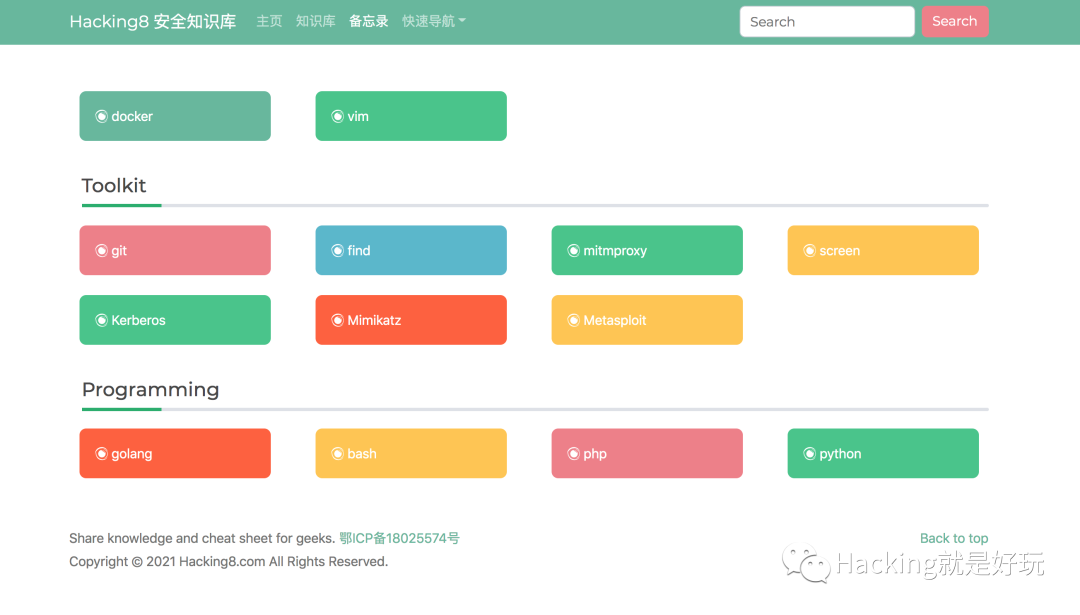 Hacking8 安全知识库 主页 知识库 备忘录 快速导航 Search Search
docker vim
Toolkit
git find mitmproxy screen
Kerberos Mimikatz Metasploit
Programming
golang bash php python
Share knowledge and cheat sheet for geeks. 鄂ICP备18025574号 Back to top
Copyright © 2021 Hacking8.com All Rights Reserved.
Hacking就是好玩